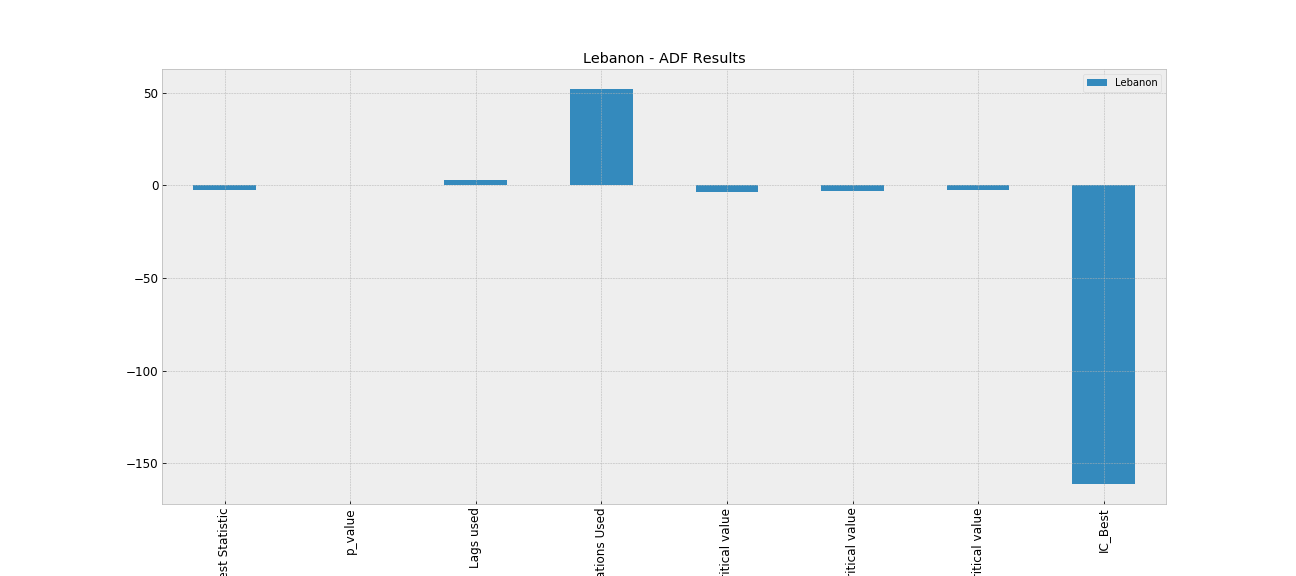 Lebanon - ADF Results
Lebanon
50
0
−50
−100
−150
est Statistic
p_value
Lags used
ations Used
ritical value
ritical value
ritical value
IC_Best